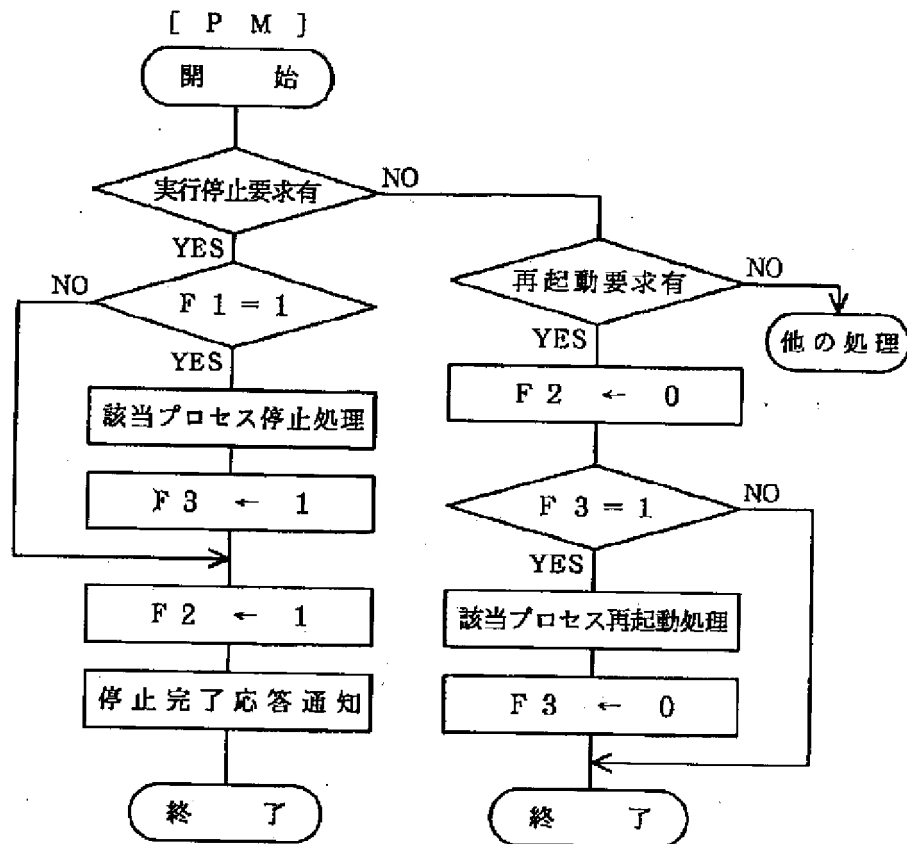 [ P M ]
開 始
実行停止要求有
NO
YES
F 1 = 1
NO
YES
該当プロセス停止処理
F 3 ← 1
F 2 ← 1
停止完了応答通知
終 了
再起動要求有
NO
他の処理
YES
F 2 ← 0
F 3 = 1
NO
YES
該当プロセス再起動処理
F 3 ← 0
終 了